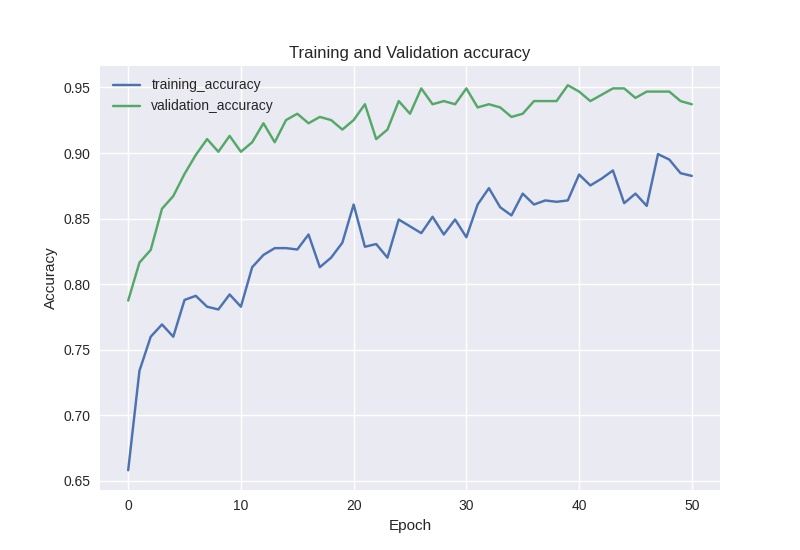 Training and Validation accuracy
training_accuracy
validation_accuracy
0.95
0.90
0.85
0.80
0.75
0.70
0.65
Accuracy
0 10 20 30 40 50
Epoch